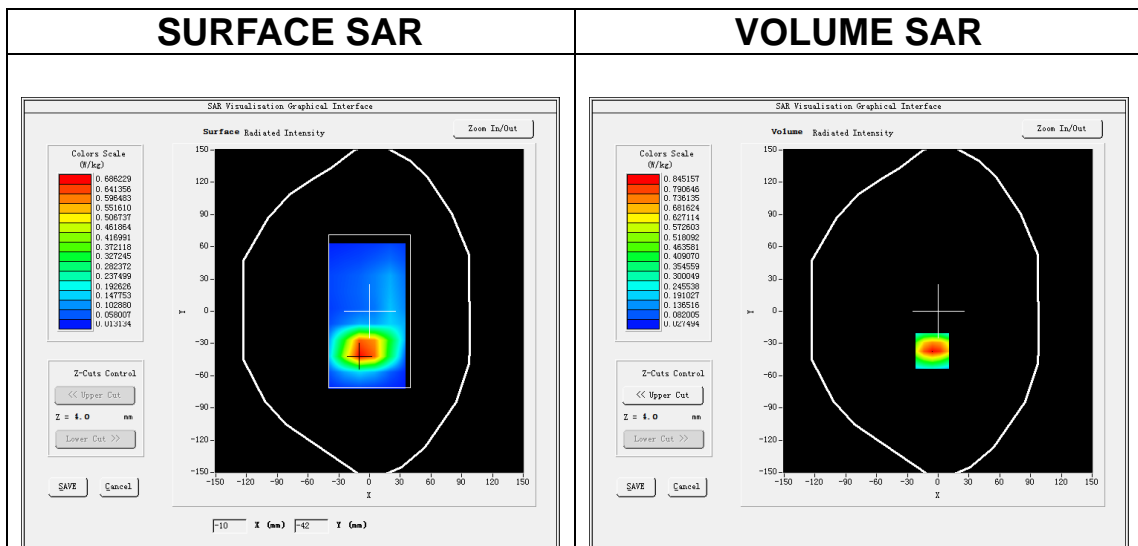 SURFACE SAR
VOLUME SAR
SAR Visualisation Graphical Interface
Surface Radiated Intensity
Zoom In/Out
Colors Scale
(W/kg)
0.686229
0.641356
0.596483
0.551610
0.506737
0.461864
0.416991
0.372118
0.327245
0.282372
0.237499
0.192626
0.147753
0.102880
0.058007
0.013134
150
120
90
60
30
0
-30
-60
-90
-120
-150
Y
-150 -120 -90 -60 -30 0 30 60 90 120 150
X
Z-Cuts Control
<< Upper Cut
Z = 4.0 mm
Lower Cut >>
SAVE Cancel
-10 X (mm) -42 Y (mm)
SAR Visualisation Graphical Interface
Volume Radiated Intensity
Zoom In/Out
Colors Scale
(W/kg)
0.845157
0.790646
0.736135
0.681624
0.627114
0.572603
0.518092
0.463581
0.409070
0.354559
0.300049
0.245538
0.191027
0.136516
0.082005
0.027494
150
120
90
60
30
0
-30
-60
-90
-120
-150
Y
-150 -120 -90 -60 -30 0 30 60 90 120 150
X
Z-Cuts Control
<< Upper Cut
Z = 4.0 mm
Lower Cut >>
SAVE Cancel